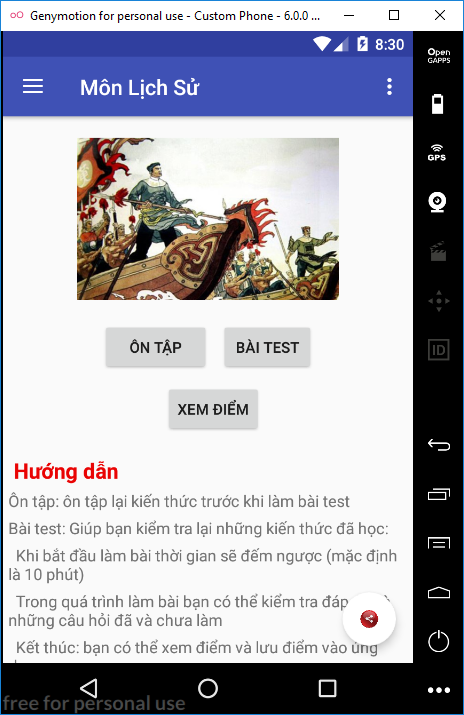 Genymotion for personal use - Custom Phone - 6.0.0 ...
8:30
Môn Lịch Sử
Open
GAPPS
GPS
ID
ÔN TẬP
BÀI TEST
XEM ĐIỂM
Hướng dẫn
Ôn tập: ôn tập lại kiến thức trước khi làm bài test
Bài test: Giúp bạn kiểm tra lại những kiến thức đã học:
Khi bắt đầu làm bài thời gian sẽ đếm ngược (mặc định
là 10 phút)
Trong quá trình làm bài bạn có thể kiểm tra đáp
những câu hỏi đã và chưa làm
Kết thúc: bạn có thể xem điểm và lưu điểm vào ứng
free for personal use